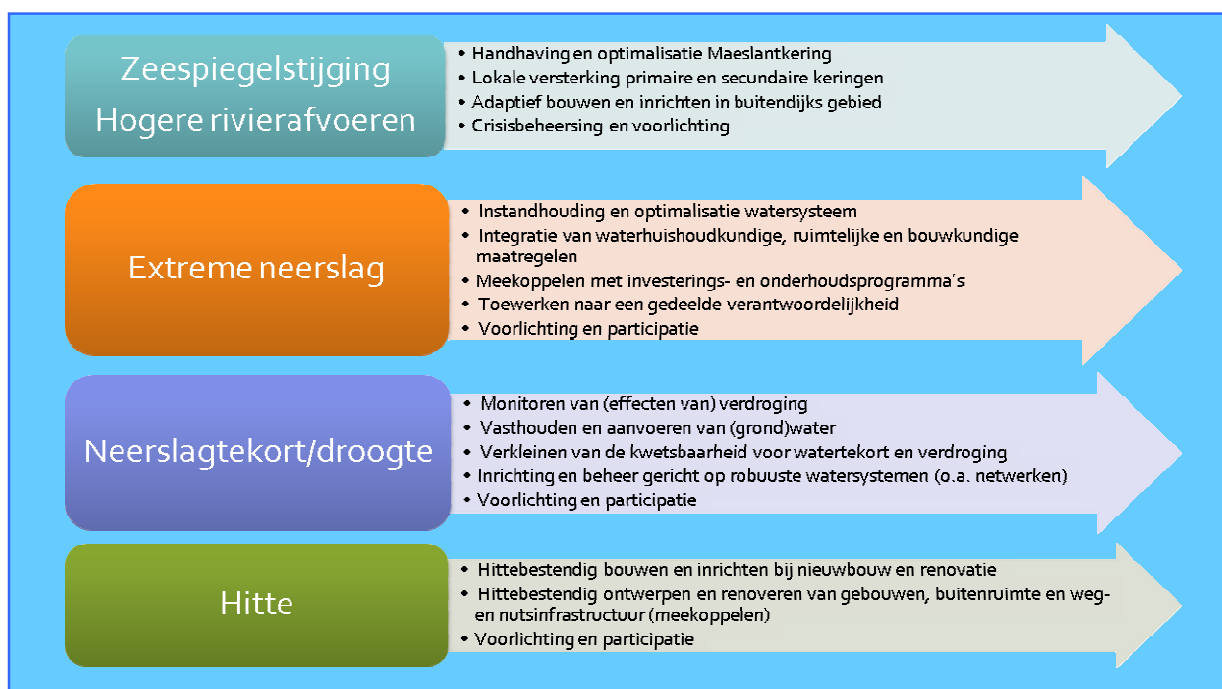 Zeespiegelstijging
Hogere rivierafvoeren
• Handhaving en optimalisatie Maeslantkering
• Lokale versterking primaire en secundaire keringen
• Adaptief bouwen en inrichten in buitendijks gebied
• Crisisbeheersing en voorlichting
Extreme neerslag
• Instandhouding en optimalisatie watersysteem
• Integratie van waterhuishoudkundige, ruimtelijke en bouwkundige
maatregelen
• Meekoppelen met investerings- en onderhoudsprogramma's
• Toewerken naar een gedeelde verantwoordelijkheid
• Voorlichting en participatie
Neerslagtekort/droogte
• Monitoren van (effecten van) verdroging
• Vasthouden en aanvoeren van (grond)water
• Verkleinen van de kwetsbaarheid voor watertekort en verdroging
• Inrichting en beheer gericht op robuuste watersystemen (o.a. netwerken)
• Voorlichting en participatie
Hitte
• Hittebestendig bouwen en inrichten bij nieuwbouw en renovatie
• Hittebestendig ontwerpen en renoveren van gebouwen, buitenruimte en weg-
en nutsinfrastructuur (meekoppelen)
• Voorlichting en participatie